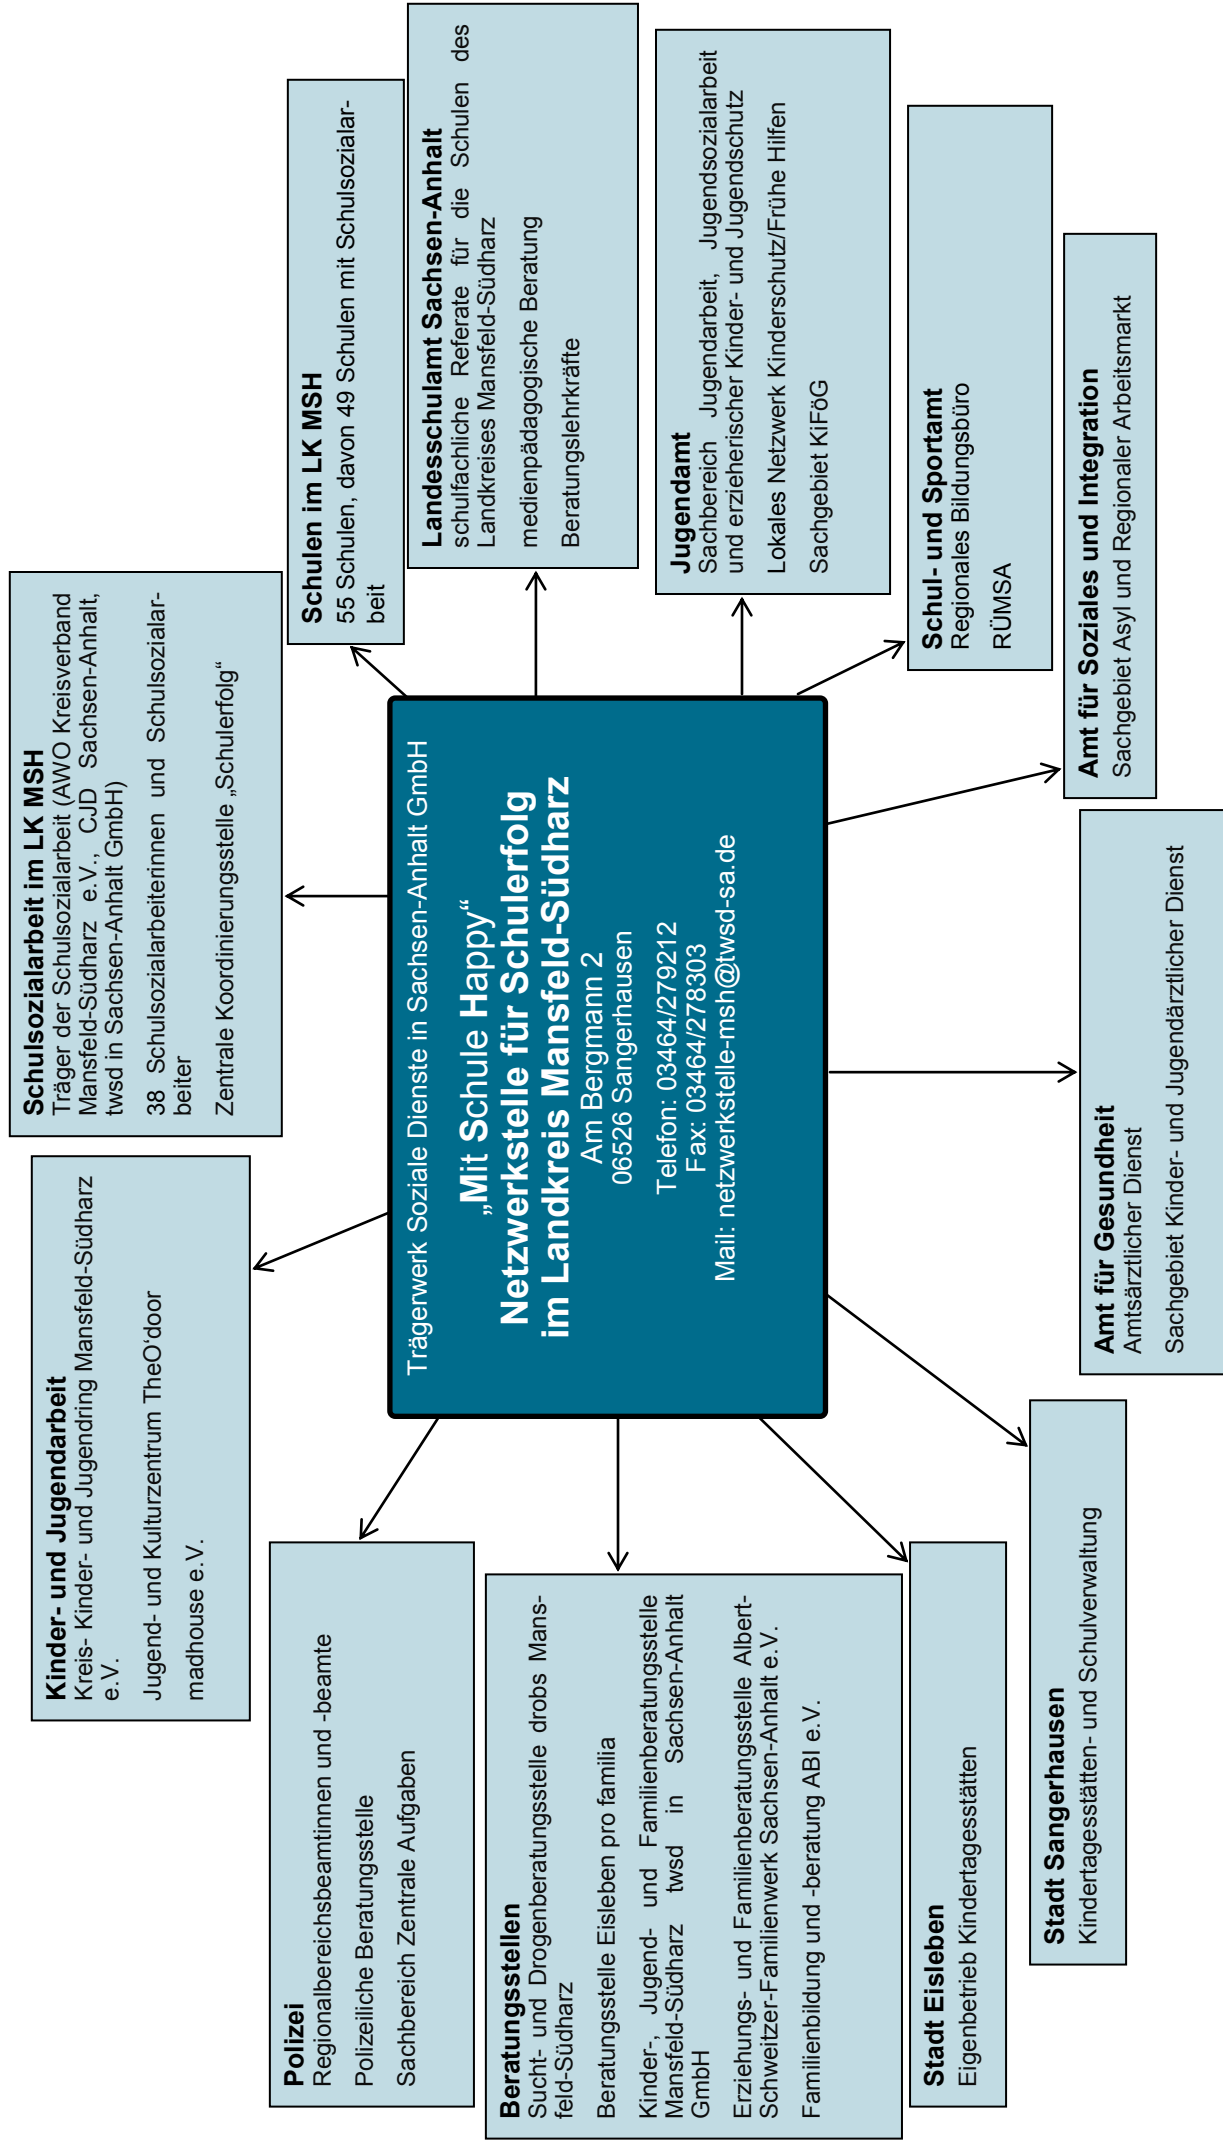 Kinder- und Jugendarbeit
Kreis- Kinder- und Jugendring Mansfeld-Südharz
e.V.
Jugend- und Kulturzentrum TheO‘door
madhouse e.V.
Schulsozialarbeit im LK MSH
Träger der Schulsozialarbeit (AWO Kreisverband
Mansfeld-Südharz e.V., CJD Sachsen-Anhalt,
twsd in Sachsen-Anhalt GmbH)
38 Schulsozialarbeiterinnen und Schulsozialar-
beiter
Zentrale Koordinierungsstelle „Schulerfolg“
Schulen im LK MSH
55 Schulen, davon 49 Schulen mit Schulsozialar-
beit
Landesschulamt Sachsen-Anhalt
schulfachliche Referate für die Schulen des
Landkreises Mansfeld-Südharz
medienpädagogische Beratung
Beratungslehrkräfte
Polizei
Regionalbereichsbeamtinnen und -beamte
Polizeiliche Beratungsstelle
Sachbereich Zentrale Aufgaben
Trägerwerk Soziale Dienste in Sachsen-Anhalt GmbH
„Mit Schule Happy“
Netzwerkstelle für Schulerfolg
im Landkreis Mansfeld-Südharz
Am Bergmann 2
06526 Sangerhausen
Telefon: 03464/279212
Fax: 03464/278303
Mail: netzwerkstelle-msh@twsd-sa.de
Beratungsstellen
Sucht- und Drogenberatungsstelle drobs Mans-
feld-Südharz
Beratungsstelle Eisleben pro familia
Kinder-, Jugend- und Familienberatungsstelle
Mansfeld-Südharz twsd in Sachsen-Anhalt
GmbH
Erziehungs- und Familienberatungsstelle Albert-
Schweitzer-Familienwerk Sachsen-Anhalt e.V.
Familienbildung und -beratung ABI e.V.
Jugendamt
Sachbereich Jugendarbeit, Jugendsozialarbeit
und erzieherischer Kinder- und Jugendschutz
Lokales Netzwerk Kinderschutz/Frühe Hilfen
Sachgebiet KiFöG
Stadt Eisleben
Eigenbetrieb Kindertagesstätten
Schul- und Sportamt
Regionales Bildungsbüro
RÜMSA
Stadt Sangerhausen
Kindertagesstätten- und Schulverwaltung
Amt für Gesundheit
Amtsärztlicher Dienst
Sachgebiet Kinder- und Jugendärztlicher Dienst
Amt für Soziales und Integration
Sachgebiet Asyl und Regionaler Arbeitsmarkt